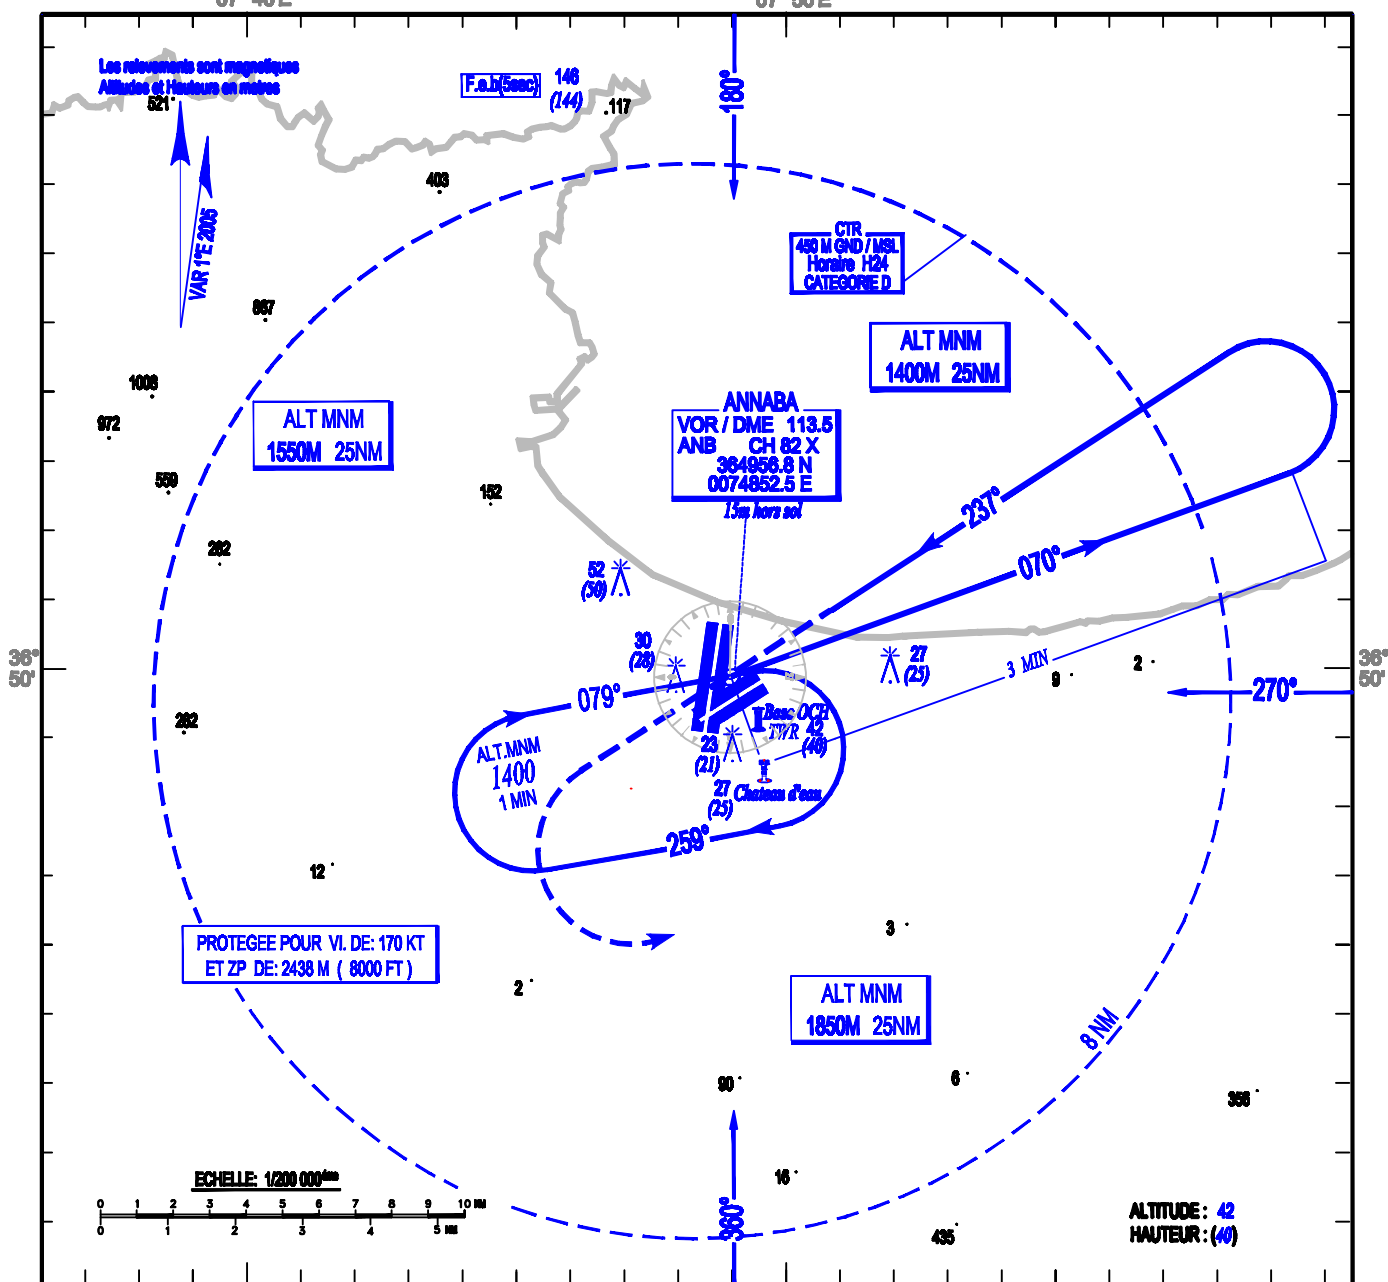 Les relevements sont magnetiques
Altitudes et Hauteurs en metres
521
F.e.b(5sec)
146
(144)
117
180°
403
VAR 1°E 2005
CTR
450 M GND / MSL
Horaire H24
CATEGORIE D
867
ALT MNM
1400M 25NM
1008
972
ALT MNM
1550M 25NM
ANNABA
VOR / DME 113.5
ANB CH 82 X
364956.8 N
0074852.5 E
15m hors sol
559
152
237°
262
070°
52
(50)
30
(28)
27
(25)
3 MIN
2
9
36°
50'
36°
50'
079°
270°
262
Base OCH
TWR 42
(40)
23
(21)
ALT.MNM
1400
1 MIN
27
(25)
Chateau d'eau
259°
12
3
PROTEGEE POUR VI. DE: 170 KT
ET ZP DE: 2438 M ( 8000 FT )
2
ALT MNM
1850M 25NM
8 NM
90
6
356
16
360°
435
ECHELLE: 1/200 000ème
0 1 2 3 4 5 6 7 8 9 10 KM
0 1 2 3 4 5 NM
ALTITUDE : 42
HAUTEUR : (40)